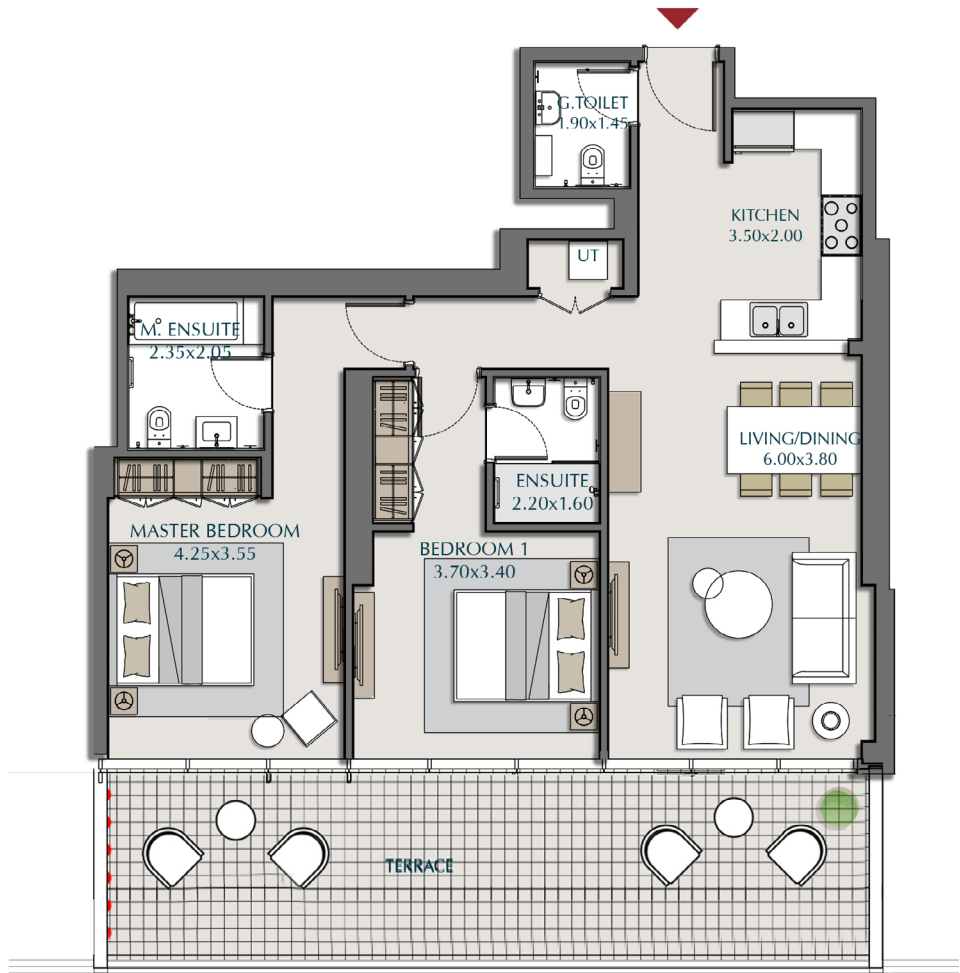 G.TOILET
1.90x1.45
KITCHEN
3.50x2.00
UT
M. ENSUITE
2.35x2.05
LIVING/DINING
6.00x3.80
ENSUITE
2.20x1.60
MASTER BEDROOM
4.25x3.55
BEDROOM 1
3.70x3.40
TERRACE